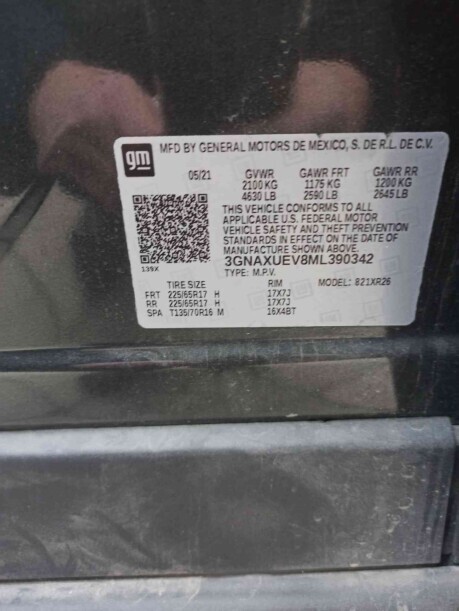 gm
MFD BY GENERAL MOTORS DE MEXICO, S. DE R.L. DE C.V.
05/21 GVWR GAWR FRT GAWR RR
2100 KG 1175 KG 1200 KG
4630 LB 2590 LB 2645 LB
THIS VEHICLE CONFORMS TO ALL
APPLICABLE U.S. FEDERAL MOTOR
VEHICLE SAFETY AND THEFT PREVENTION
STANDARDS IN EFFECT ON THE DATE OF
MANUFACTURE SHOWN ABOVE.
139X 3GNAXUEV8ML390342
TYPE: M.P.V.
TIRE SIZE RIM MODEL: 821XR26
FRT 225/65R17 H 17X7J
RR 225/65R17 H 17X7J
SPA T135/70R16 M 16X4BT